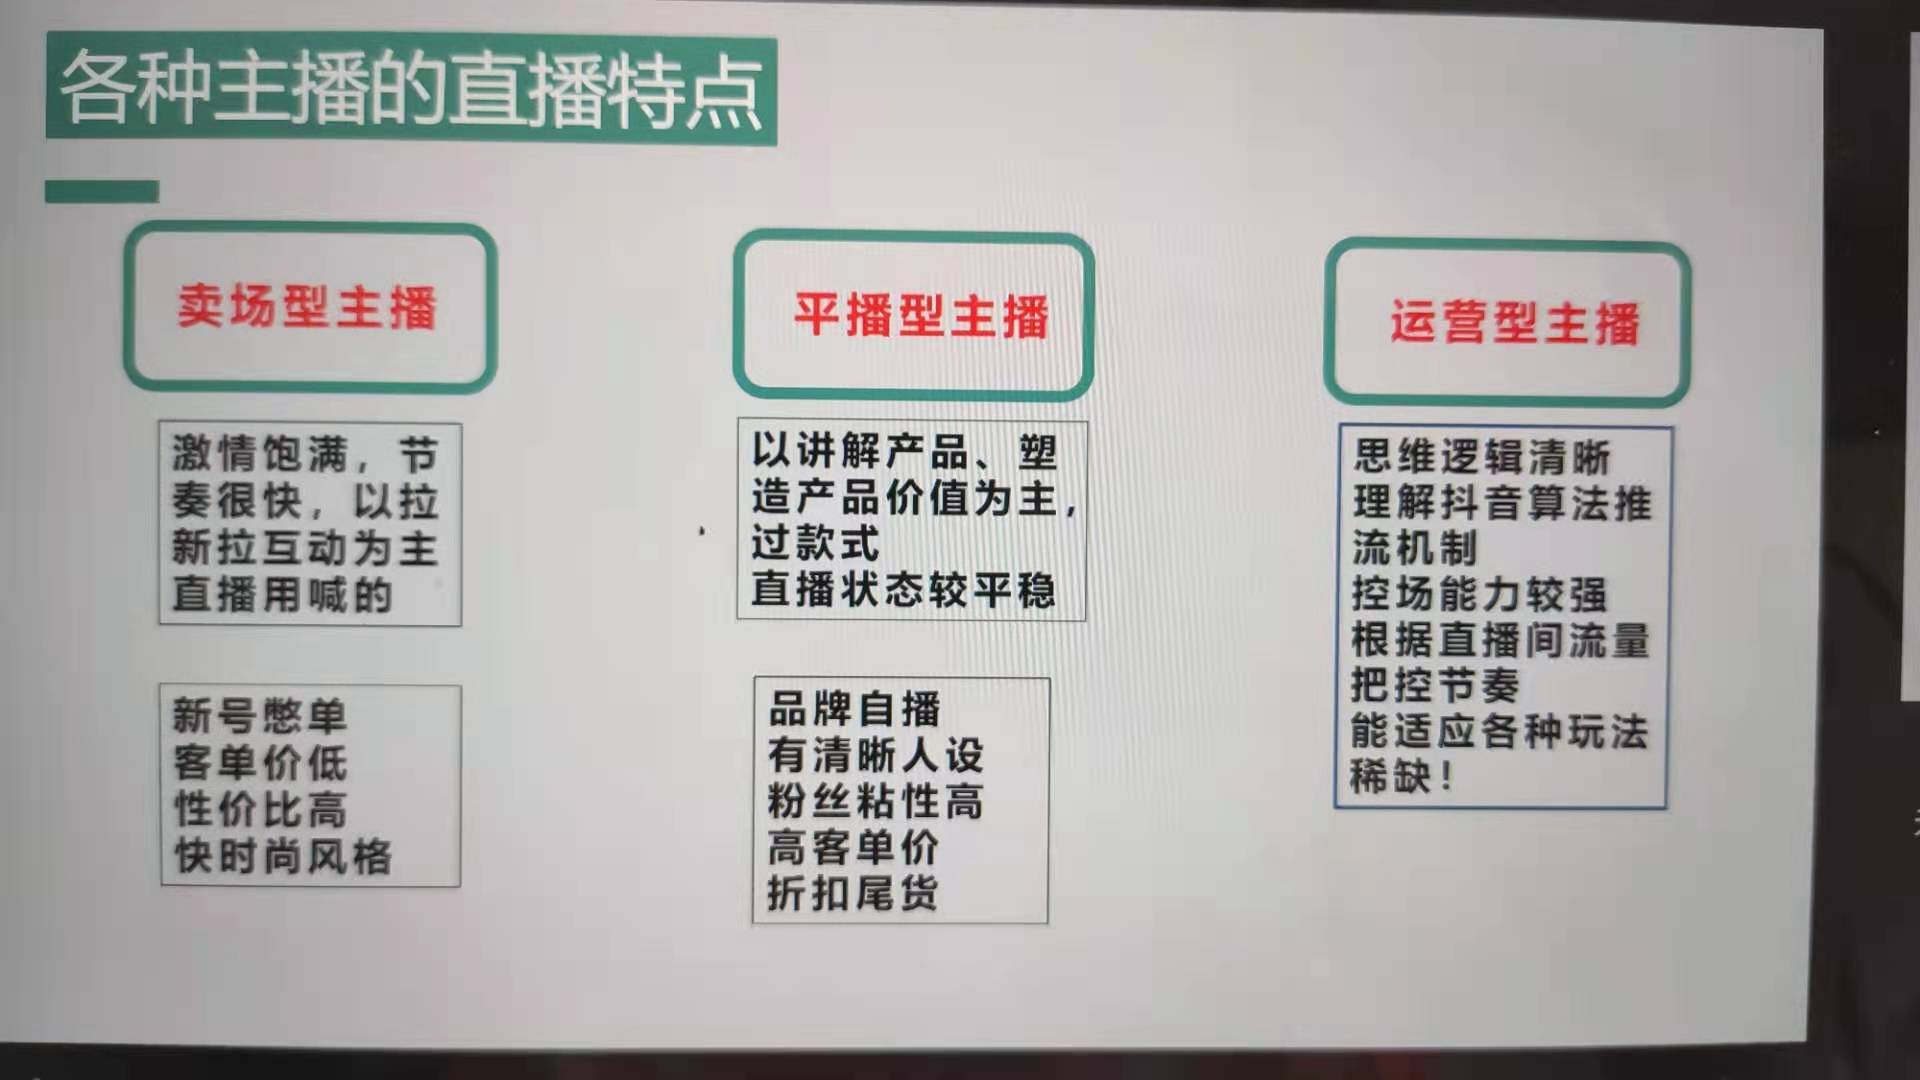 各种主播的直播特点
卖场型主播
激情饱满，节
奏很快，以拉
新拉互动为主
直播用喊的
新号憋单
客单价低
性价比高
快时尚风格
平播型主播
以讲解产品、塑
造产品价值为主，
过款式
直播状态较平稳
品牌自播
有清晰人设
粉丝粘性高
高客单价
折扣尾货
运营型主播
思维逻辑清晰
理解抖音算法推
流机制
控场能力较强
根据直播间流量
把控节奏
能适应各种玩法
稀缺！